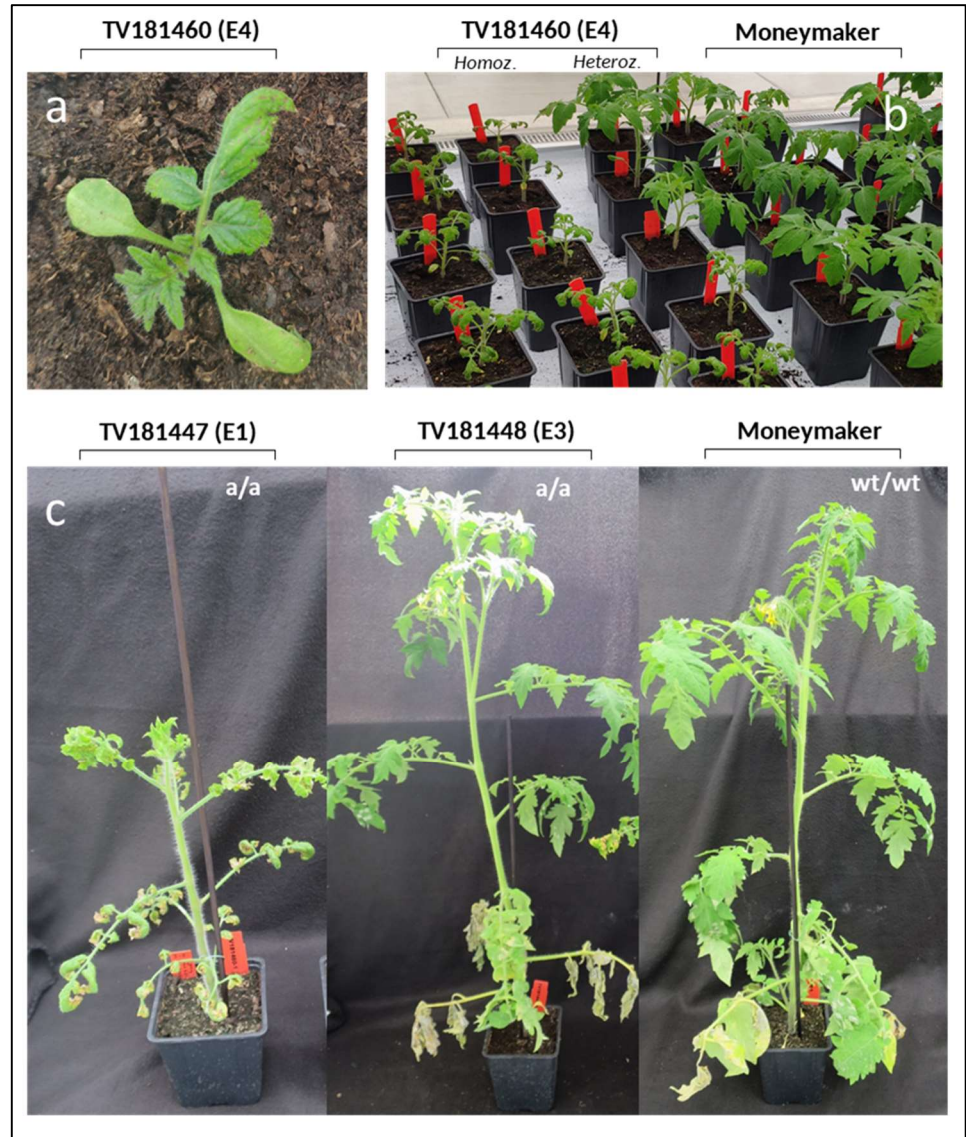 TV181460 (E4)
TV181460 (E4)
Moneymaker
Homoz.
Heteroz.
a
b
TV181447 (E1)
TV181448 (E3)
Moneymaker
c
a/a
a/a
wt/wt